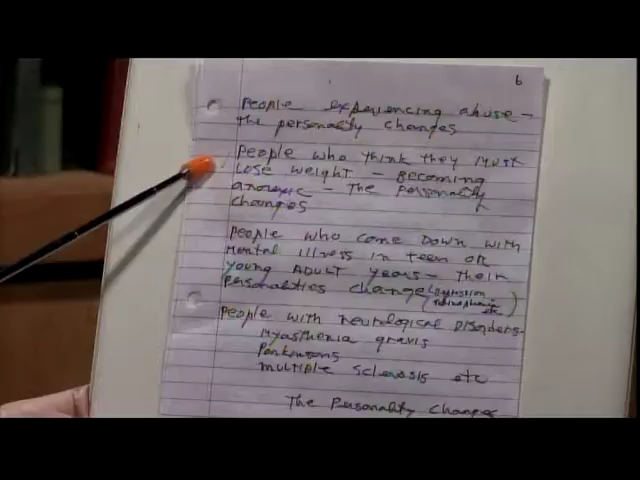 6
People experiencing abuse -
the personality changes
People who think they must
lose weight - Becoming
anorexic - The Personality
changes
People who come Down with
Mental Illness in teen or
young ADULT years - their
Personalities change (
etc )
People with neurological Disorders-
myasthenia gravis
Parkinsons
multiple sclerosis etc
The Personality Changes